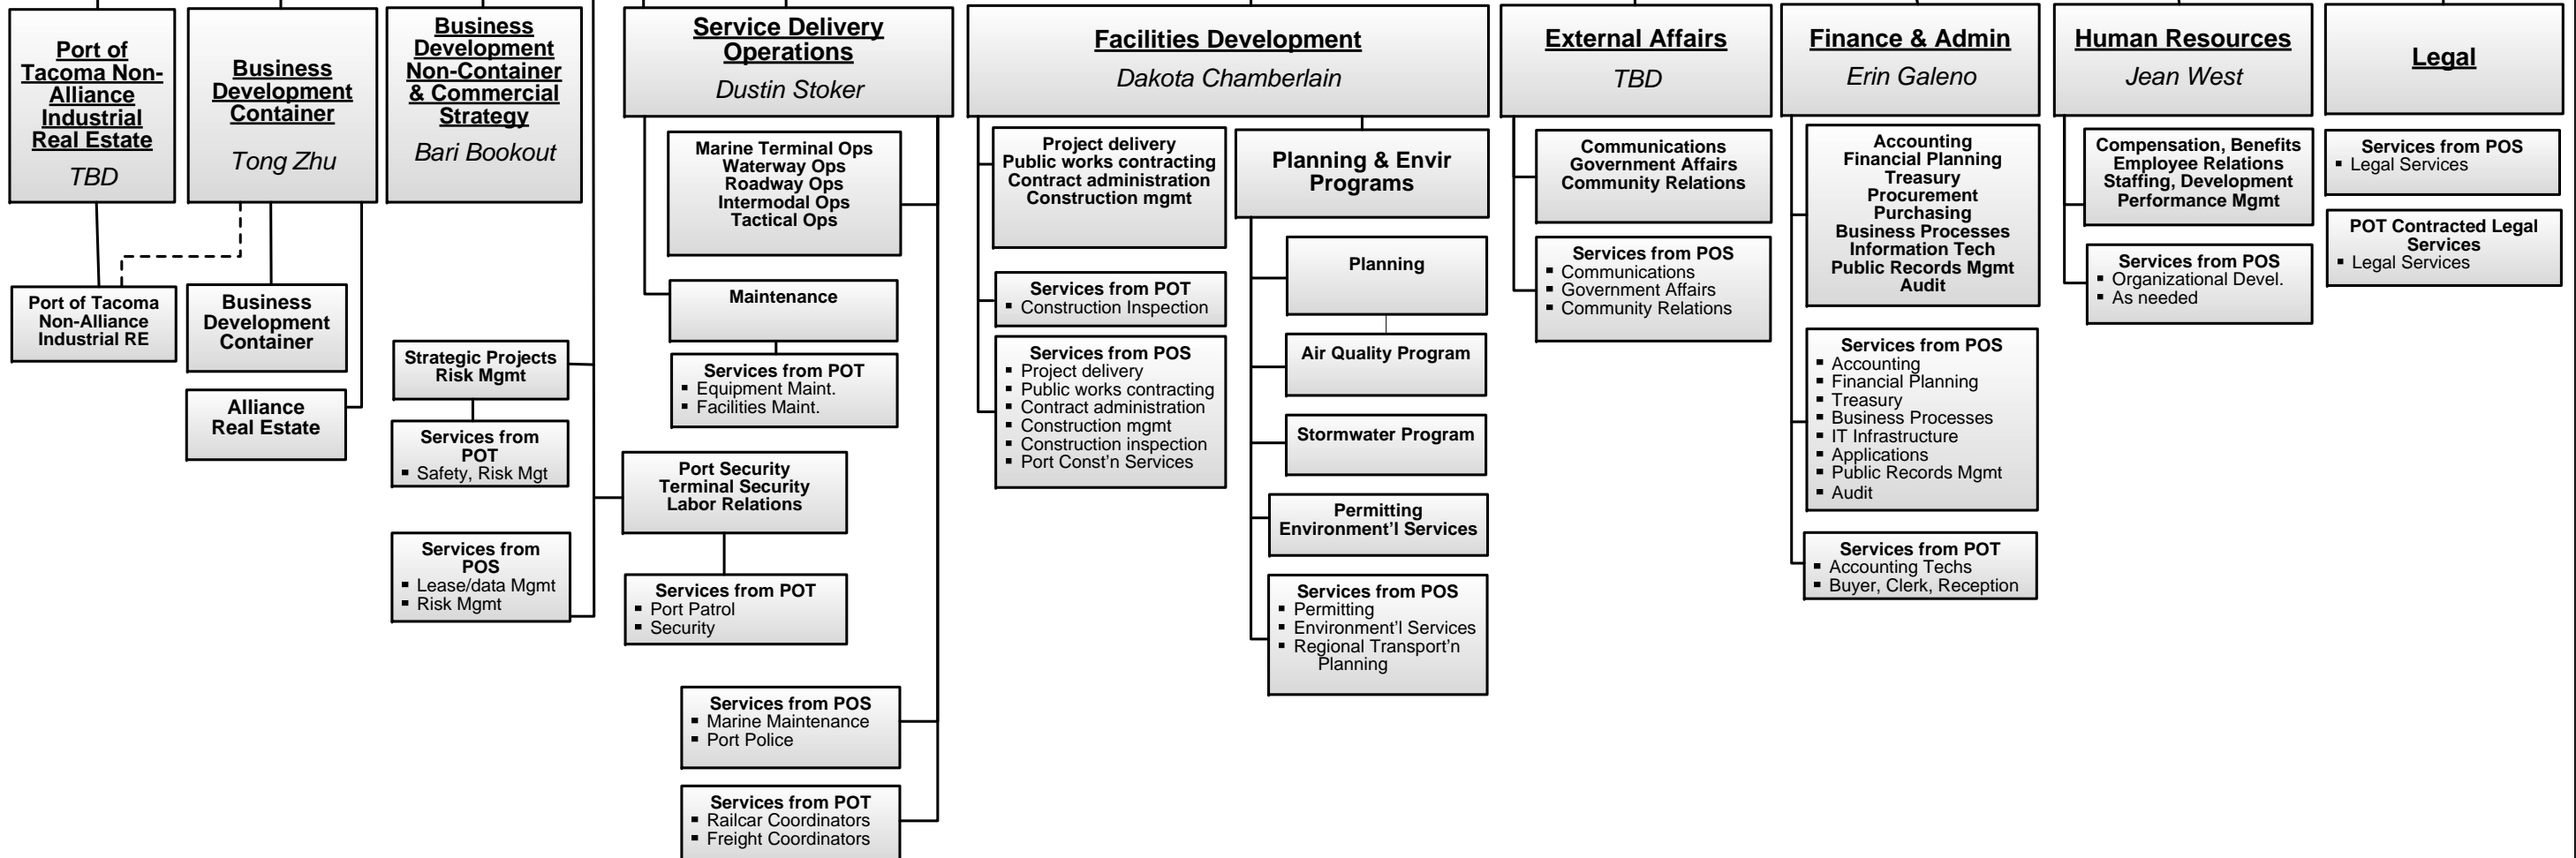 Port of
Tacoma Non-
Alliance
Industrial
Real Estate
TBD
Port of Tacoma
Non-Alliance
Industrial RE
Business
Development
Container
Tong Zhu
Business
Development
Container
Alliance
Real Estate
Business
Development
Non-Container
& Commercial
Strategy
Bari Bookout
Strategic Projects
Risk Mgmt
Services from
POT
▪ Safety, Risk Mgt
Services from
POS
▪ Lease/data Mgmt
▪ Risk Mgmt
Service Delivery
Operations
Dustin Stoker
Marine Terminal Ops
Waterway Ops
Roadway Ops
Intermodal Ops
Tactical Ops
Maintenance
Services from POT
▪ Equipment Maint.
▪ Facilities Maint.
Port Security
Terminal Security
Labor Relations
Services from POT
▪ Port Patrol
▪ Security
Services from POS
▪ Marine Maintenance
▪ Port Police
Services from POT
▪ Railcar Coordinators
▪ Freight Coordinators
Facilities Development
Dakota Chamberlain
Project delivery
Public works contracting
Contract administration
Construction mgmt
Services from POT
▪ Construction Inspection
Services from POS
▪ Project delivery
▪ Public works contracting
▪ Contract administration
▪ Construction mgmt
▪ Construction inspection
▪ Port Const'n Services
Planning & Envir
Programs
Planning
Air Quality Program
Stormwater Program
Permitting
Environment'l Services
Services from POS
▪ Permitting
▪ Environment'l Services
▪ Regional Transport'n
Planning
External Affairs
TBD
Communications
Government Affairs
Community Relations
Services from POS
▪ Communications
▪ Government Affairs
▪ Community Relations
Finance & Admin
Erin Galeno
Accounting
Financial Planning
Treasury
Procurement
Purchasing
Business Processes
Information Tech
Public Records Mgmt
Audit
Services from POS
▪ Accounting
▪ Financial Planning
▪ Treasury
▪ Business Processes
▪ IT Infrastructure
▪ Applications
▪ Public Records Mgmt
▪ Audit
Services from POT
▪ Accounting Techs
▪ Buyer, Clerk, Reception
Human Resources
Jean West
Compensation, Benefits
Employee Relations
Staffing, Development
Performance Mgmt
Services from POS
▪ Organizational Devel.
▪ As needed
Legal
Services from POS
▪ Legal Services
POT Contracted Legal
Services
▪ Legal Services